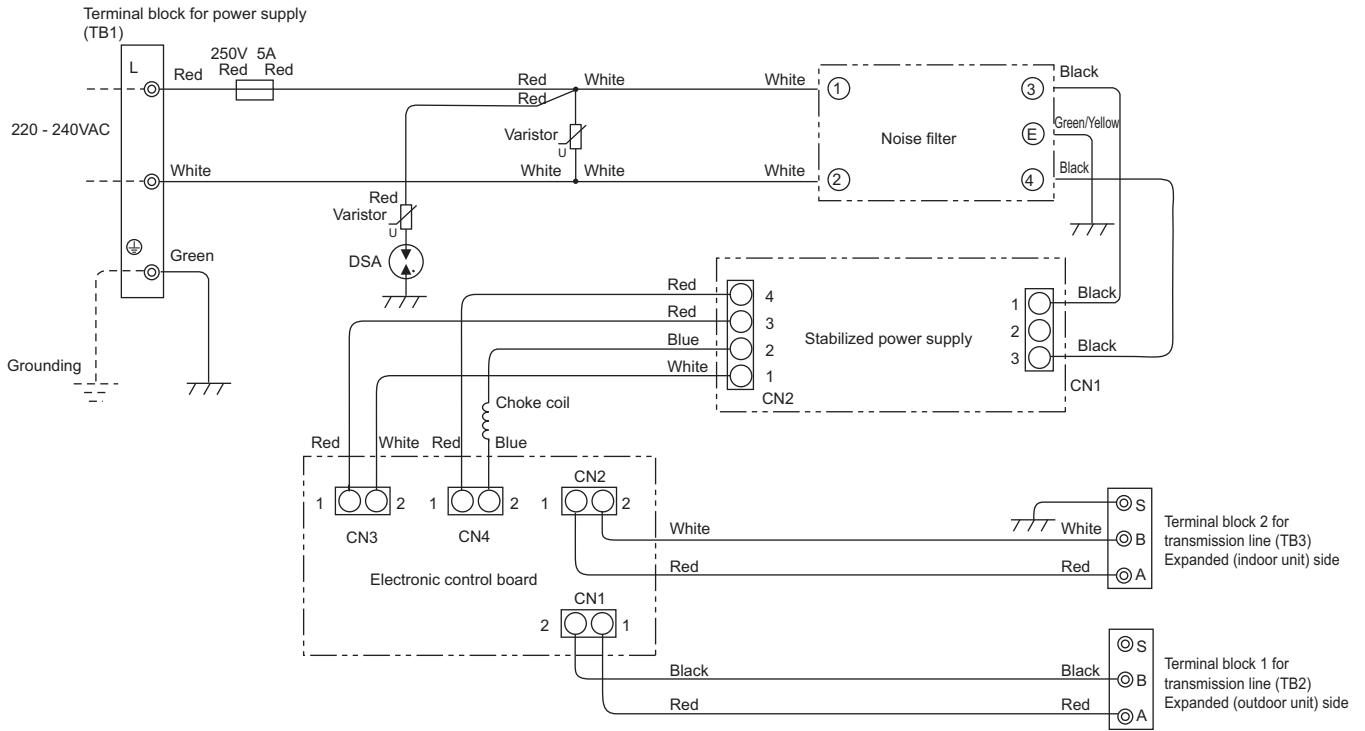 Terminal block for power supply
(TB1)
L
Red
250V 5A
Red Red
Red
White
White
Red
220 - 240VAC
Varistor
U
White
White White
White
Red
Varistor
U
DSA
Green
Grounding
1
2
Noise filter
3
E
4
Black
Green/Yellow
Black
Red
4
Red
3
Blue
2
White
1
CN2
Stabilized power supply
1
2
3
Black
Black
CN1
Choke coil
Red
White
Red
Blue
1
2
CN3
1
2
CN4
CN2
1
2
Electronic control board
CN1
2
1
White
White
Red
Red
S
B
A
Terminal block 2 for
transmission line (TB3)
Expanded (indoor unit) side
Black
Black
Red
Red
S
B
A
Terminal block 1 for
transmission line (TB2)
Expanded (outdoor unit) side